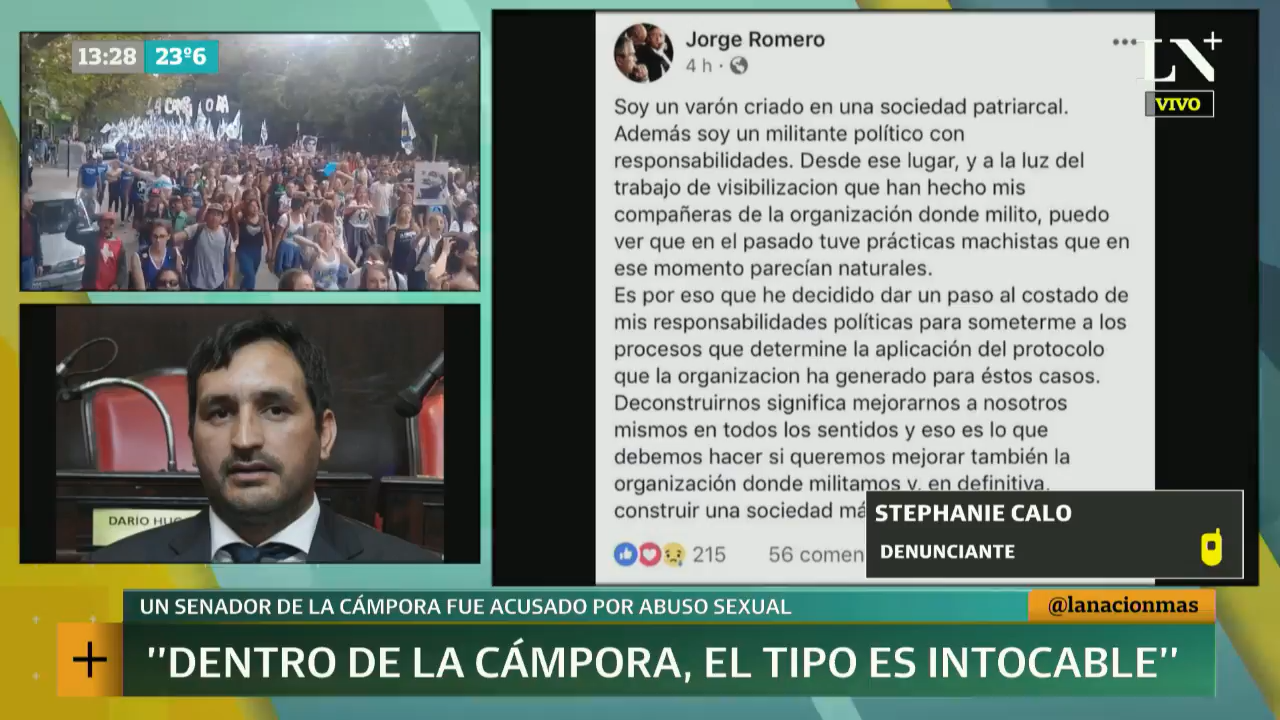 13:28 23º6
Jorge Romero
4 h
Soy un varón criado en una sociedad patriarcal.
Además soy un militante político con
responsabilidades. Desde ese lugar, y a la luz del
trabajo de visibilizacion que han hecho mis
compañeras de la organización donde milito, puedo
ver que en el pasado tuve prácticas machistas que en
ese momento parecían naturales.
Es por eso que he decidido dar un paso al costado de
mis responsabilidades políticas para someterme a los
procesos que determine la aplicación del protocolo
que la organizacion ha generado para éstos casos.
Deconstruirnos significa mejorarnos a nosotros
mismos en todos los sentidos y eso es lo que
debemos hacer si queremos mejorar también la
organización donde militamos y, en definitiva,
construir una sociedad má
215 56 comen
LN+
VIVO
DARÍO HUG
STEPHANIE CALO
DENUNCIANTE
UN SENADOR DE LA CÁMPORA FUE ACUSADO POR ABUSO SEXUAL
@lanacionmas
+ "DENTRO DE LA CÁMPORA, EL TIPO ES INTOCABLE"